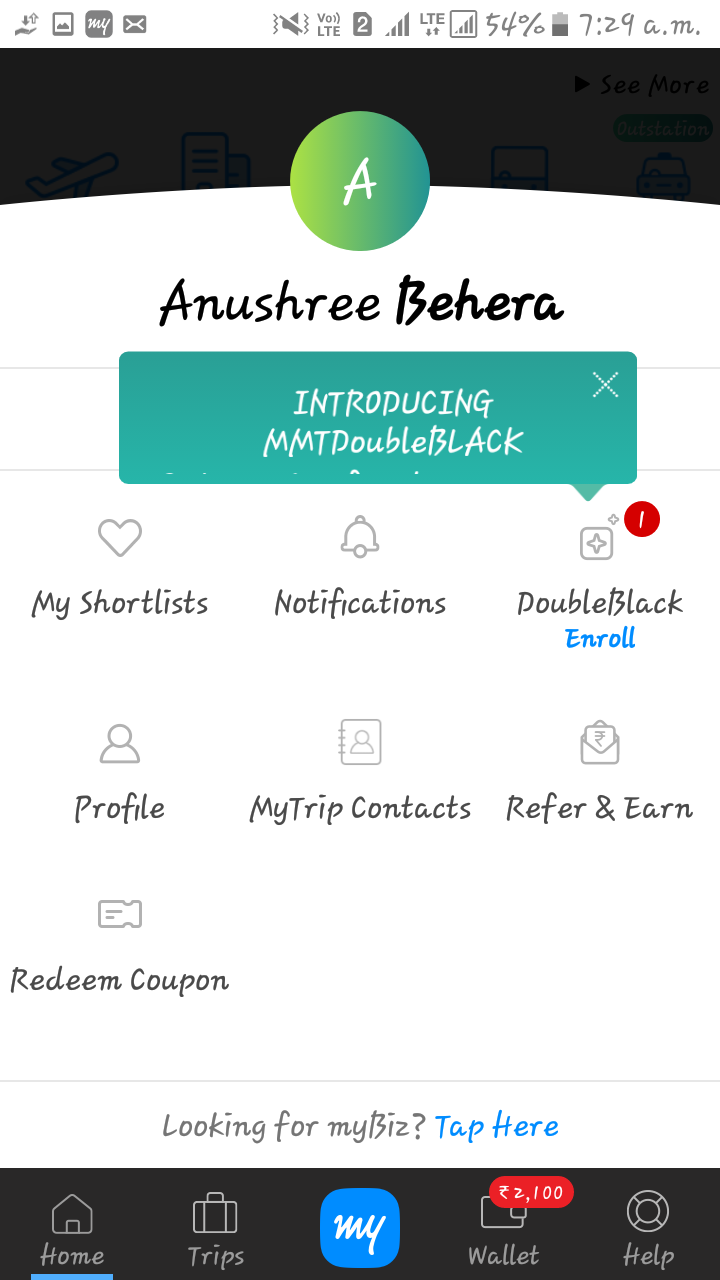 my Vo)) LTE 2 LTE 54% 7:29 a.m.
▶ See More
Outstation
A
Anushree Behera
INTRODUCING
MMTDoubleBLACK
1
My Shortlists Notifications DoubleBlack
Enroll
₹
Profile MyTrip Contacts Refer & Earn
Redeem Coupon
Looking for myBiz? Tap Here
₹2,100
my
Home Trips Wallet Help